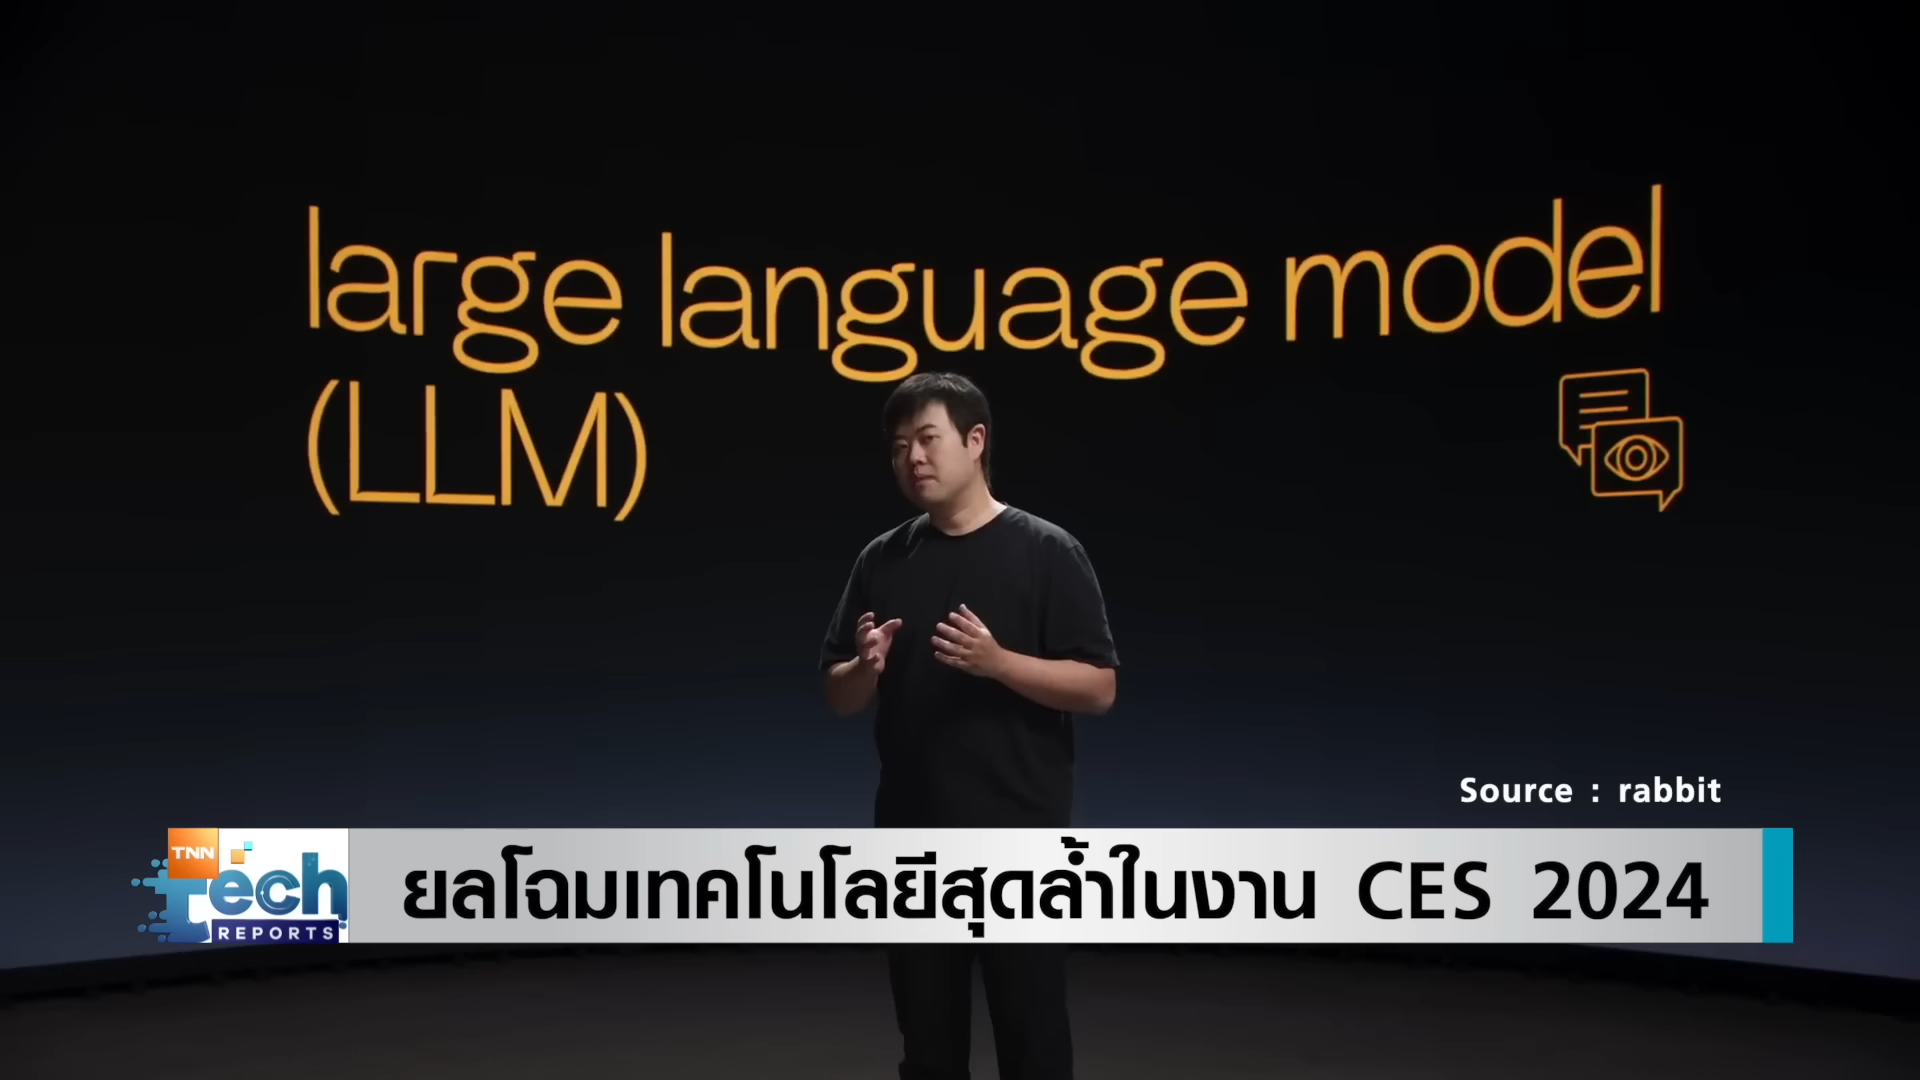 large language model
(LLM)
Source : rabbit
TNN
Tech
REPORTS
ยลโฉมเทคโนโลยีสุดล้ำในงาน CES 2024